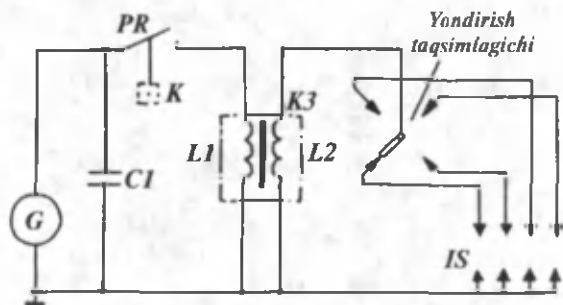 PR
Yondirish
taqsimlagichi
K
K3
L1
L2
C1
G
IS